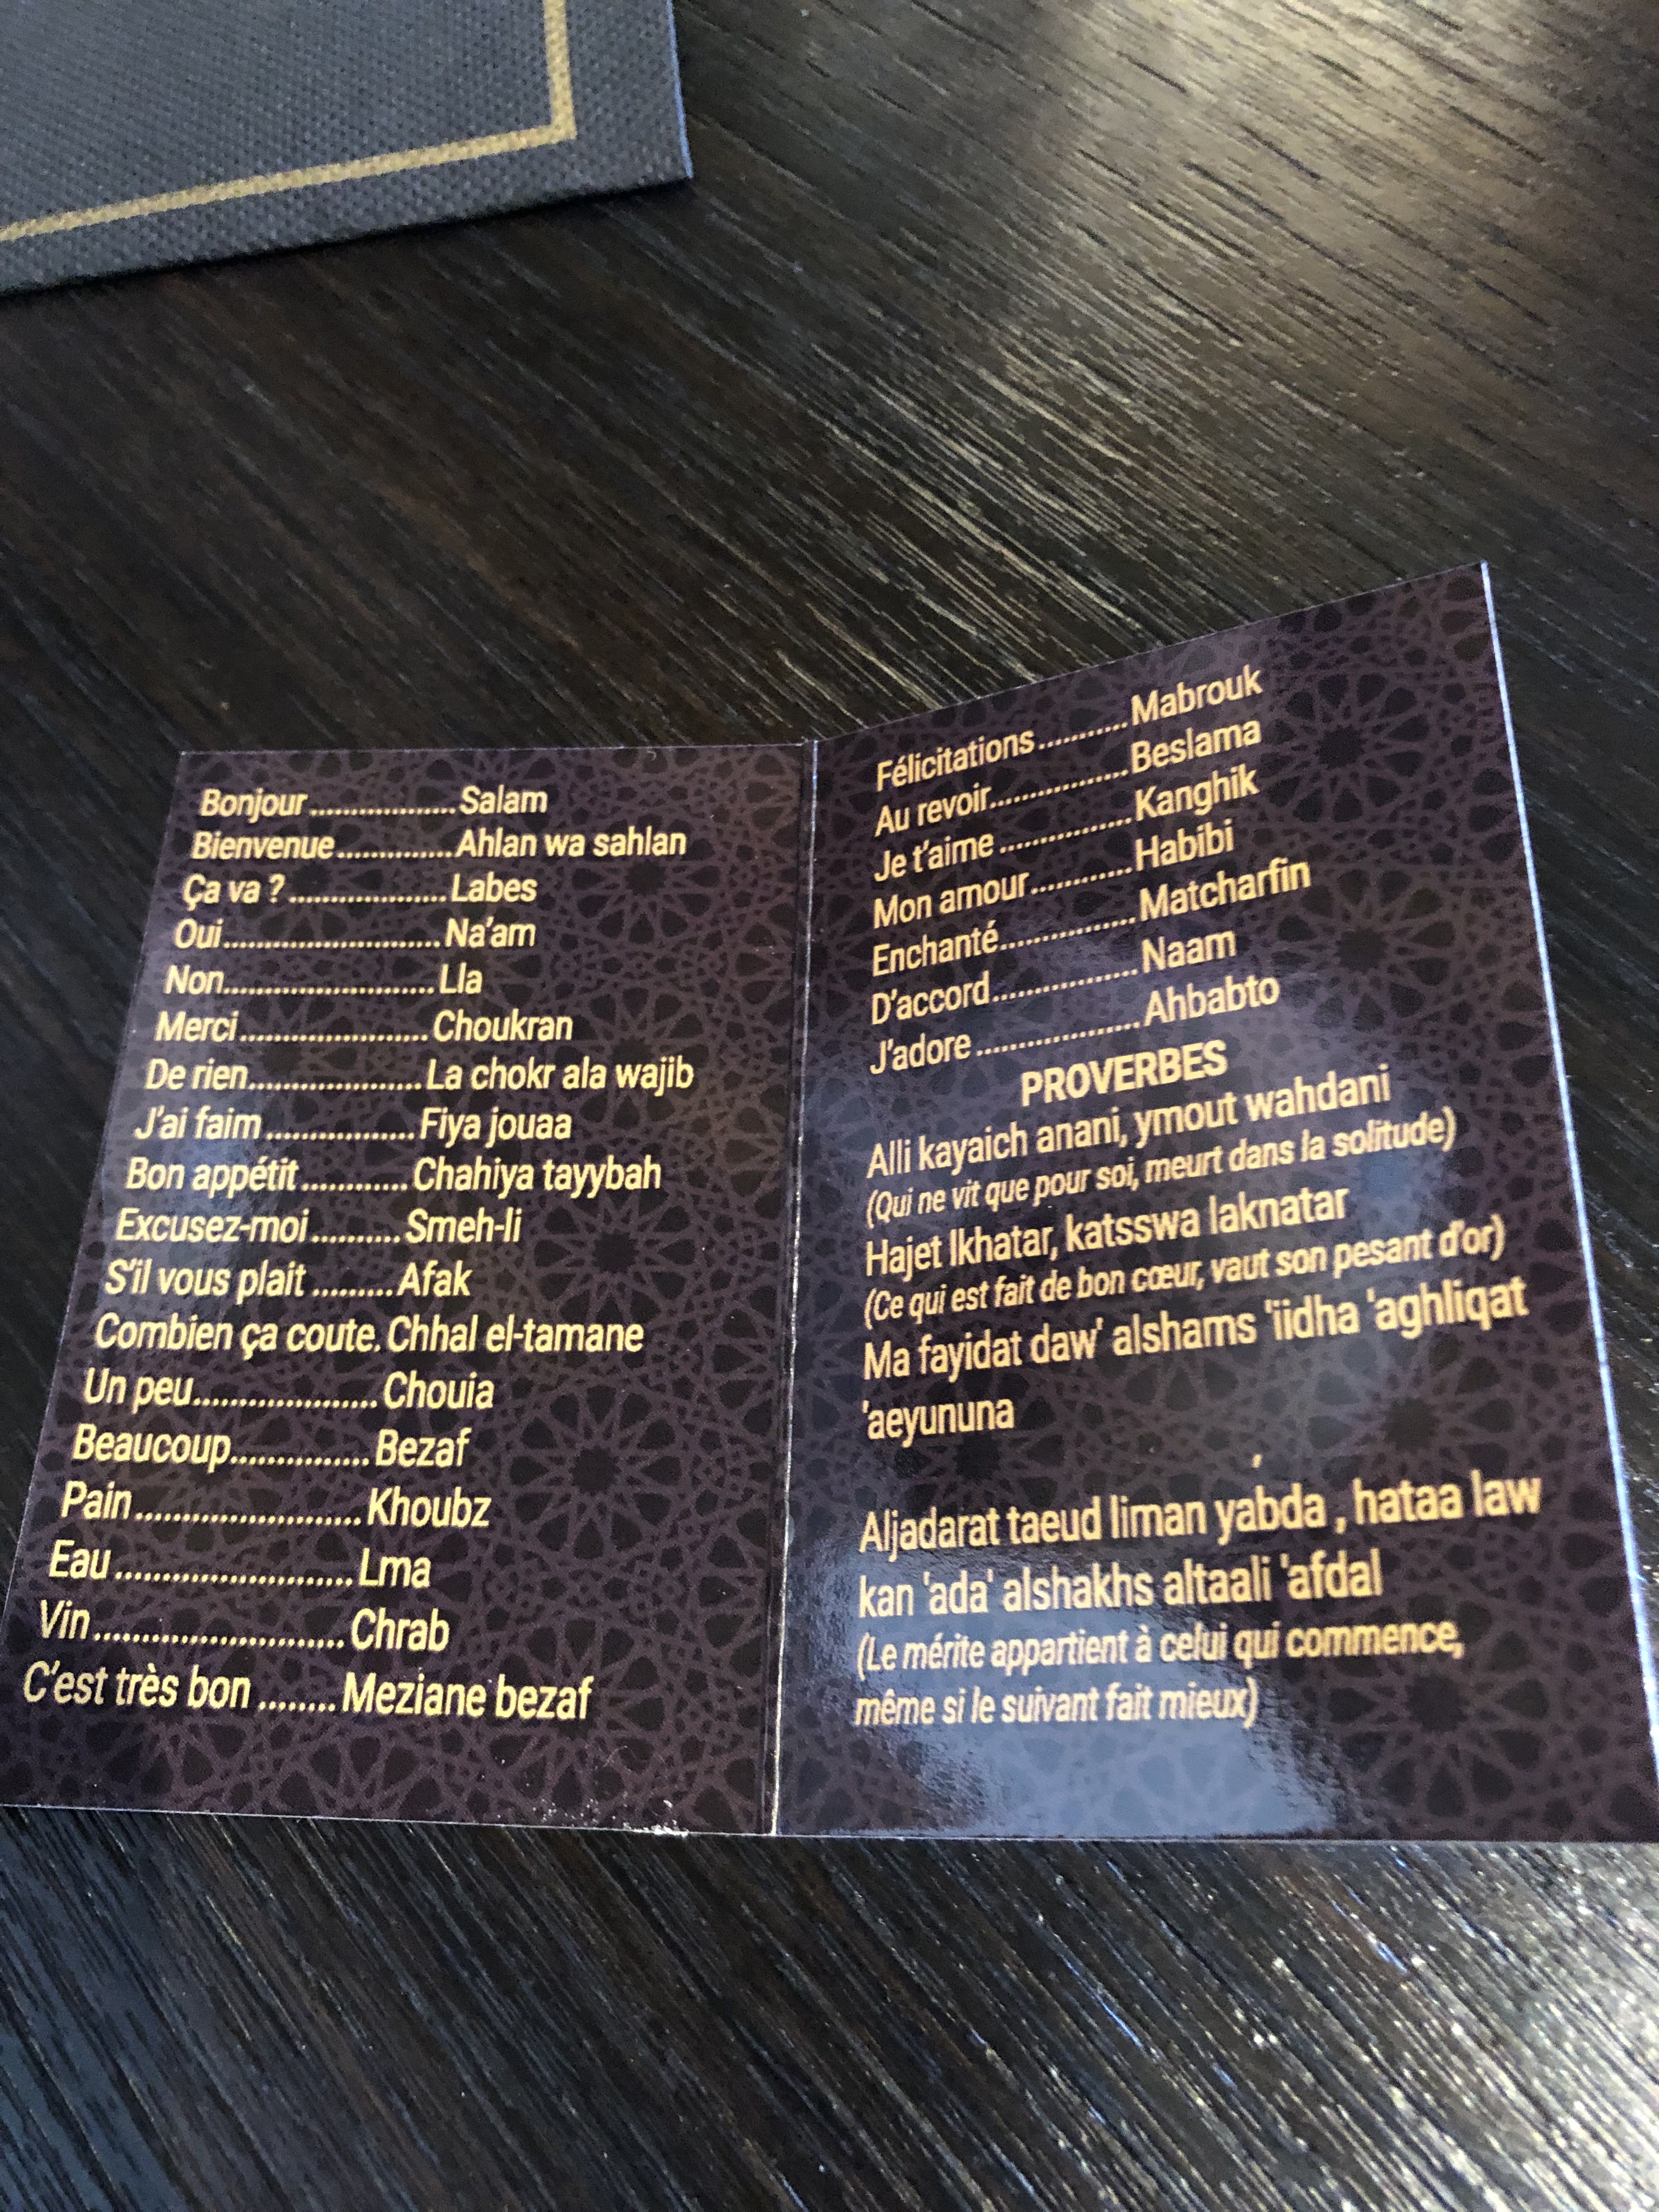 Bonjour.................Salam
Bienvenue..............Ahlan wa sahlan
Ça va ?....................Labes
Oui..........................Na'am
Non.........................Lla
Merci......................Choukran
De rien....................La chokr ala wajib
J'ai faim.................Fiya jouaa
Bon appétit............Chahiya tayybah
Excusez-moi..........Smeh-li
S'il vous plait.........Afak
Combien ça coute.Chhal el-tamane
Un peu....................Chouia
Beaucoup...............Bezaf
Pain........................Khoubz
Eau.........................Lma
Vin..........................Chrab
C'est très bon........Meziane bezaf
Félicitations...........Mabrouk
Au revoir.................Beslama
Je t'aime................Kanghik
Mon amour............Habibi
Enchanté................Matcharfin
D'accord.................Naam
J'adore...................Ahbabto
PROVERBES
Alli kayaich anani, ymout wahdani
(Qui ne vit que pour soi, meurt dans la solitude)
Hajet lkhatar, katsswa laknatar
(Ce qui est fait de bon cœur, vaut son pesant d'or)
Ma fayidat daw' alshams 'iidha 'aghliqat
'aeyununa
,
Aljadarat taeud liman yabda , hataa law
kan 'ada' alshakhs altaali 'afdal
(Le mérite appartient à celui qui commence,
même si le suivant fait mieux)